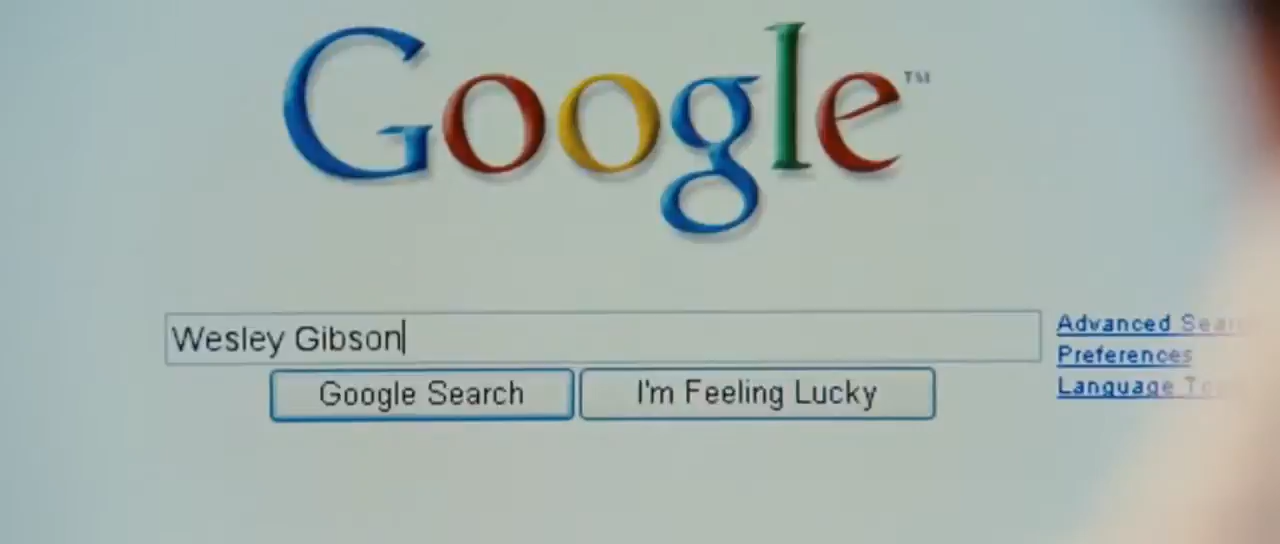 Google™
Wesley Gibson
Google Search I'm Feeling Lucky
Advanced
Preferences
Language